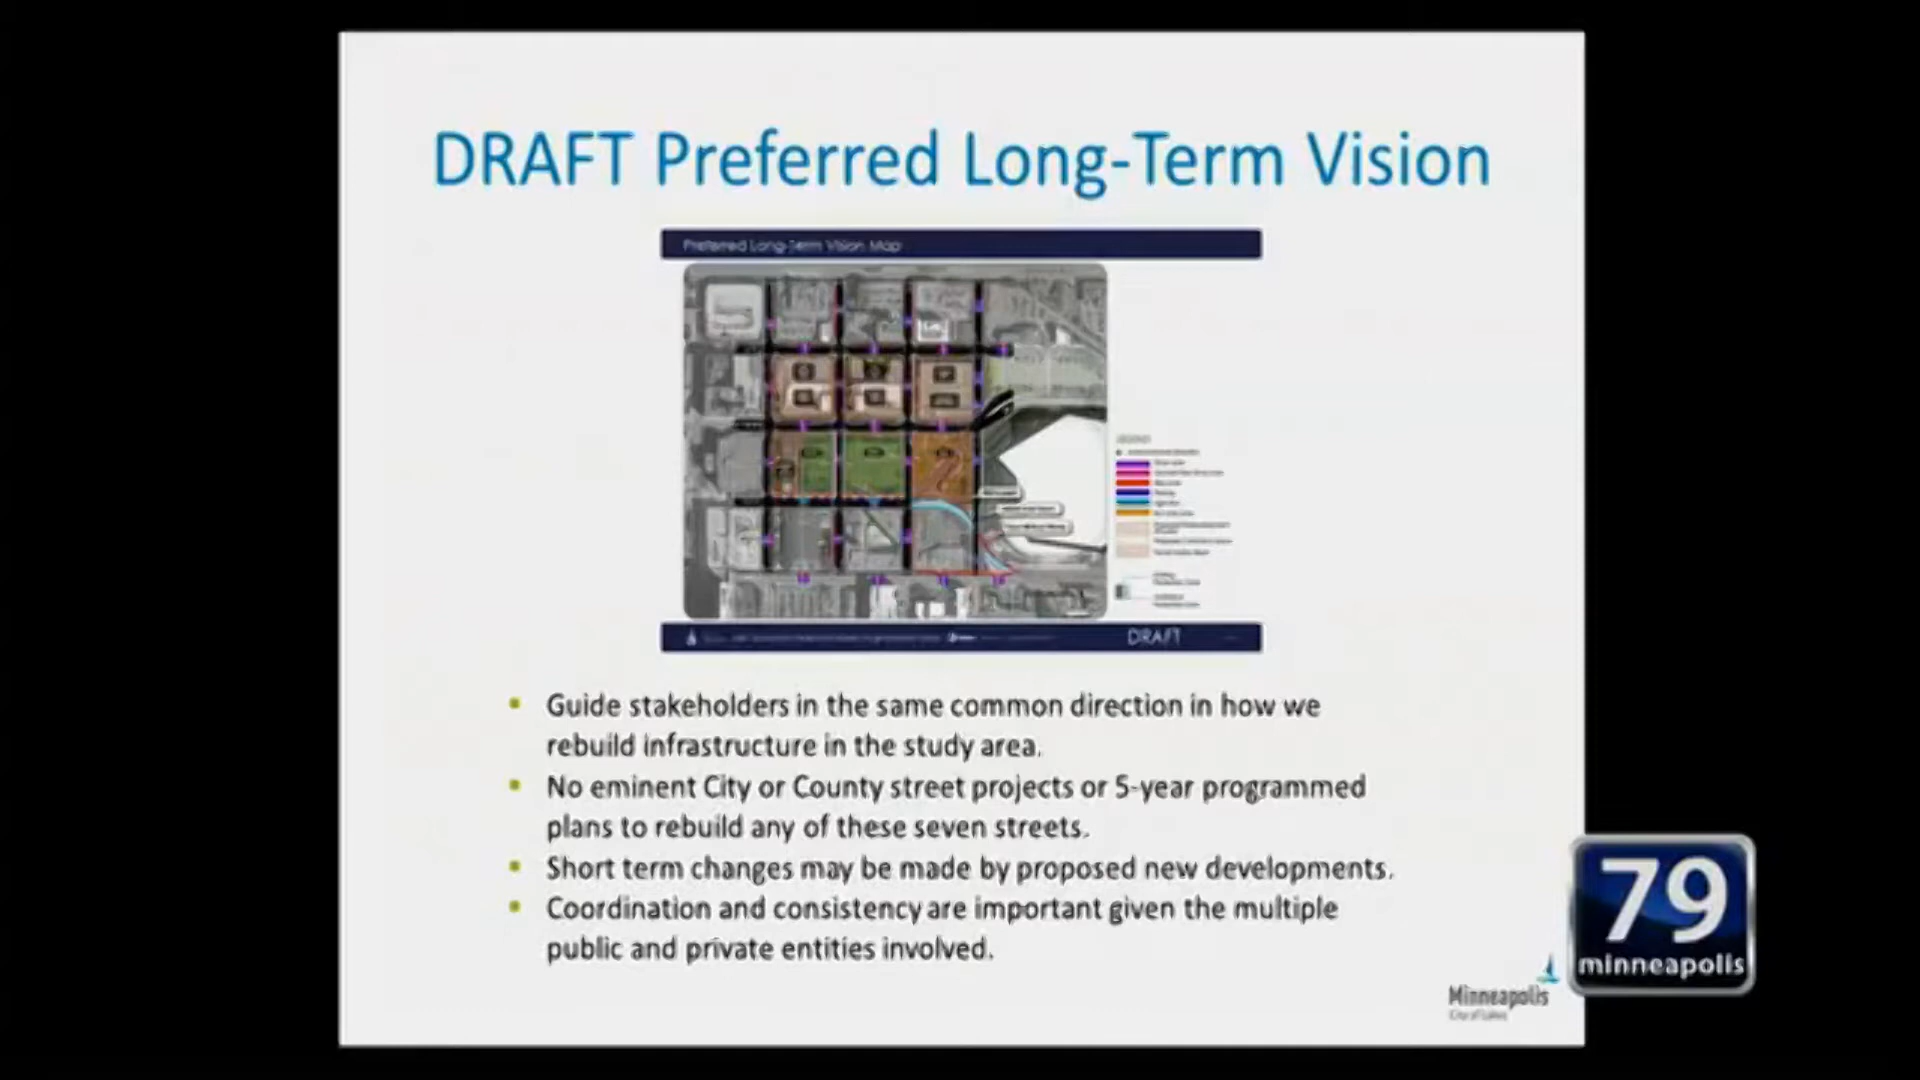 DRAFT Preferred Long-Term Vision
Preferred Long-Term Vision Map
DRAFT
Guide stakeholders in the same common direction in how we
rebuild infrastructure in the study area.
No eminent City or County street projects or 5-year programmed
plans to rebuild any of these seven streets.
Short term changes may be made by proposed new developments.
Coordination and consistency are important given the multiple
public and private entities involved.
Minneapolis
City of Lakes
79
minneapolis